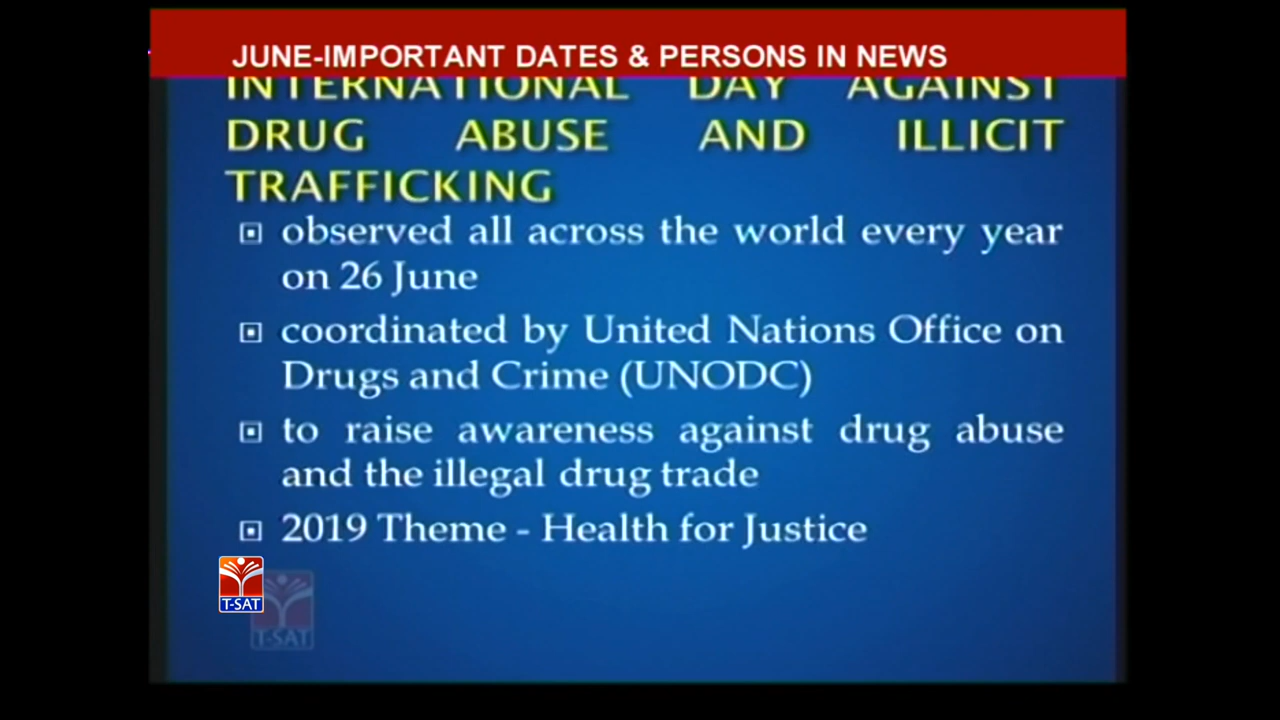 JUNE-IMPORTANT DATES & PERSONS IN NEWS
INTERNATIONAL DAY AGAINST
DRUG ABUSE AND ILLICIT
TRAFFICKING
observed all across the world every year
on 26 June
coordinated by United Nations Office on
Drugs and Crime (UNODC)
to raise awareness against drug abuse
and the illegal drug trade
2019 Theme - Health for Justice
T-SAT
T-SAT